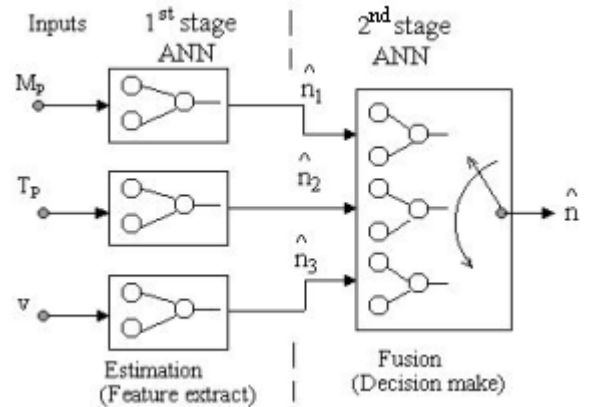 Inputs
1st stage
ANN
2nd stage
ANN
Mp
n̂1
Tp
n̂2
n̂
v
n̂3
Estimation
(Feature extract)
Fusion
(Decision make)